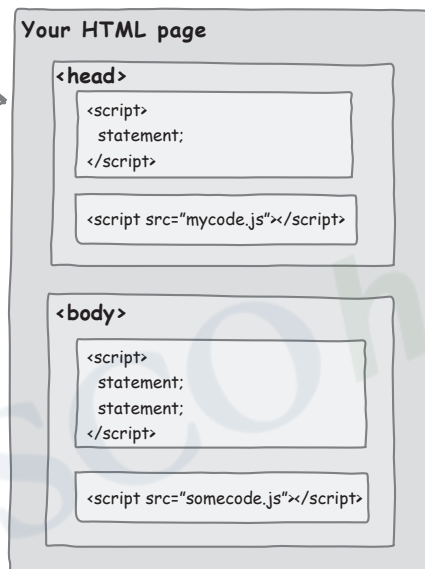 Your HTML page
<head>
<script>
statement;
</script>
<script src="mycode.js"></script>
<body>
<script>
statement;
statement;
</script>
<script src="somecode.js"></script>